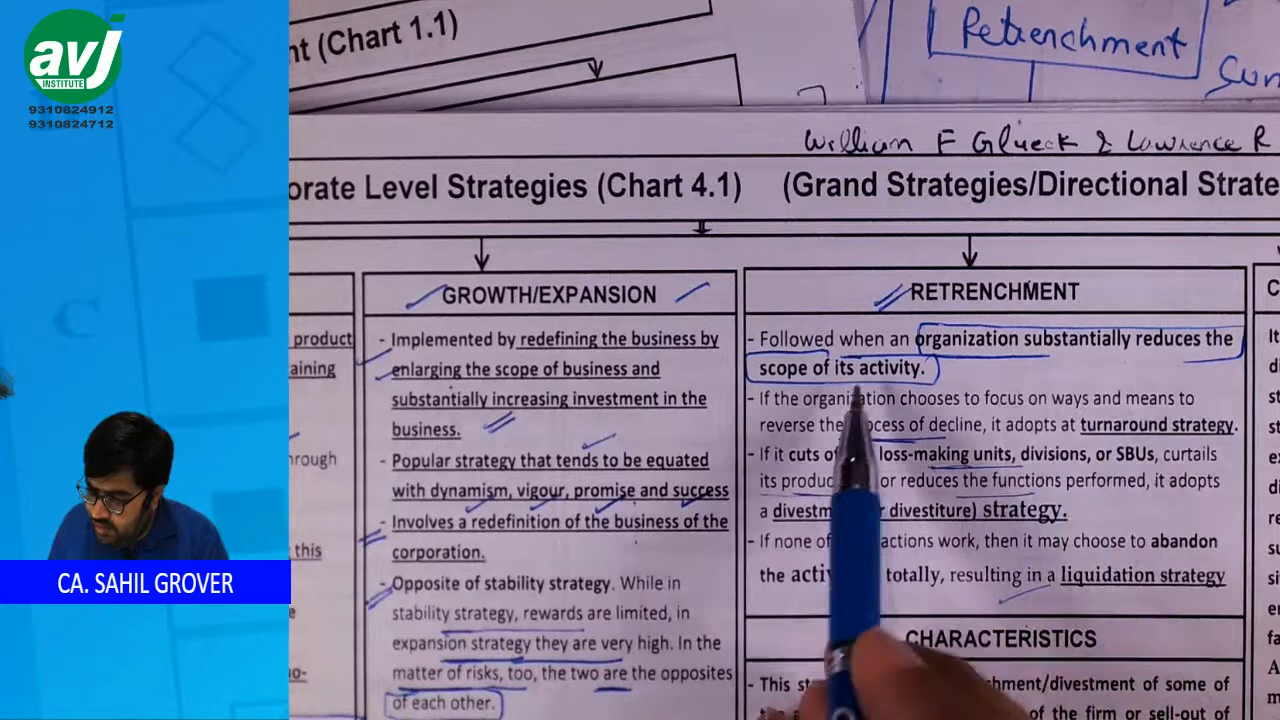 avj
INSTITUTE
9310824912
9310824712
nt (Chart 1.1)
Retrenchment
William F Glueck & Lawrence R
orate Level Strategies (Chart 4.1) (Grand Strategies/Directional Strate
product
aining
hrough
this
GROWTH/EXPANSION
- Implemented by redefining the business by
enlarging the scope of business and
substantially increasing investment in the
business.
- Popular strategy that tends to be equated
with dynamism, vigour, promise and success
- Involves a redefinition of the business of the
corporation.
- Opposite of stability strategy. While in
stability strategy, rewards are limited, in
expansion strategy they are very high. In the
matter of risks, too, the two are the opposites
of each other.
RETRENCHMENT
- Followed when an organization substantially reduces the
scope of its activity.
- If the organization chooses to focus on ways and means to
reverse the process of decline, it adopts at turnaround strategy.
- If it cuts of loss-making units, divisions, or SBUs, curtails
its produ or reduces the functions performed, it adopts
a divestm divestiture) strategy.
- If none of actions work, then it may choose to abandon
the activ totally, resulting in a liquidation strategy
CHARACTERISTICS
- This st chment/divestment of some of
of the firm or sell-out of
CA. SAHIL GROVER